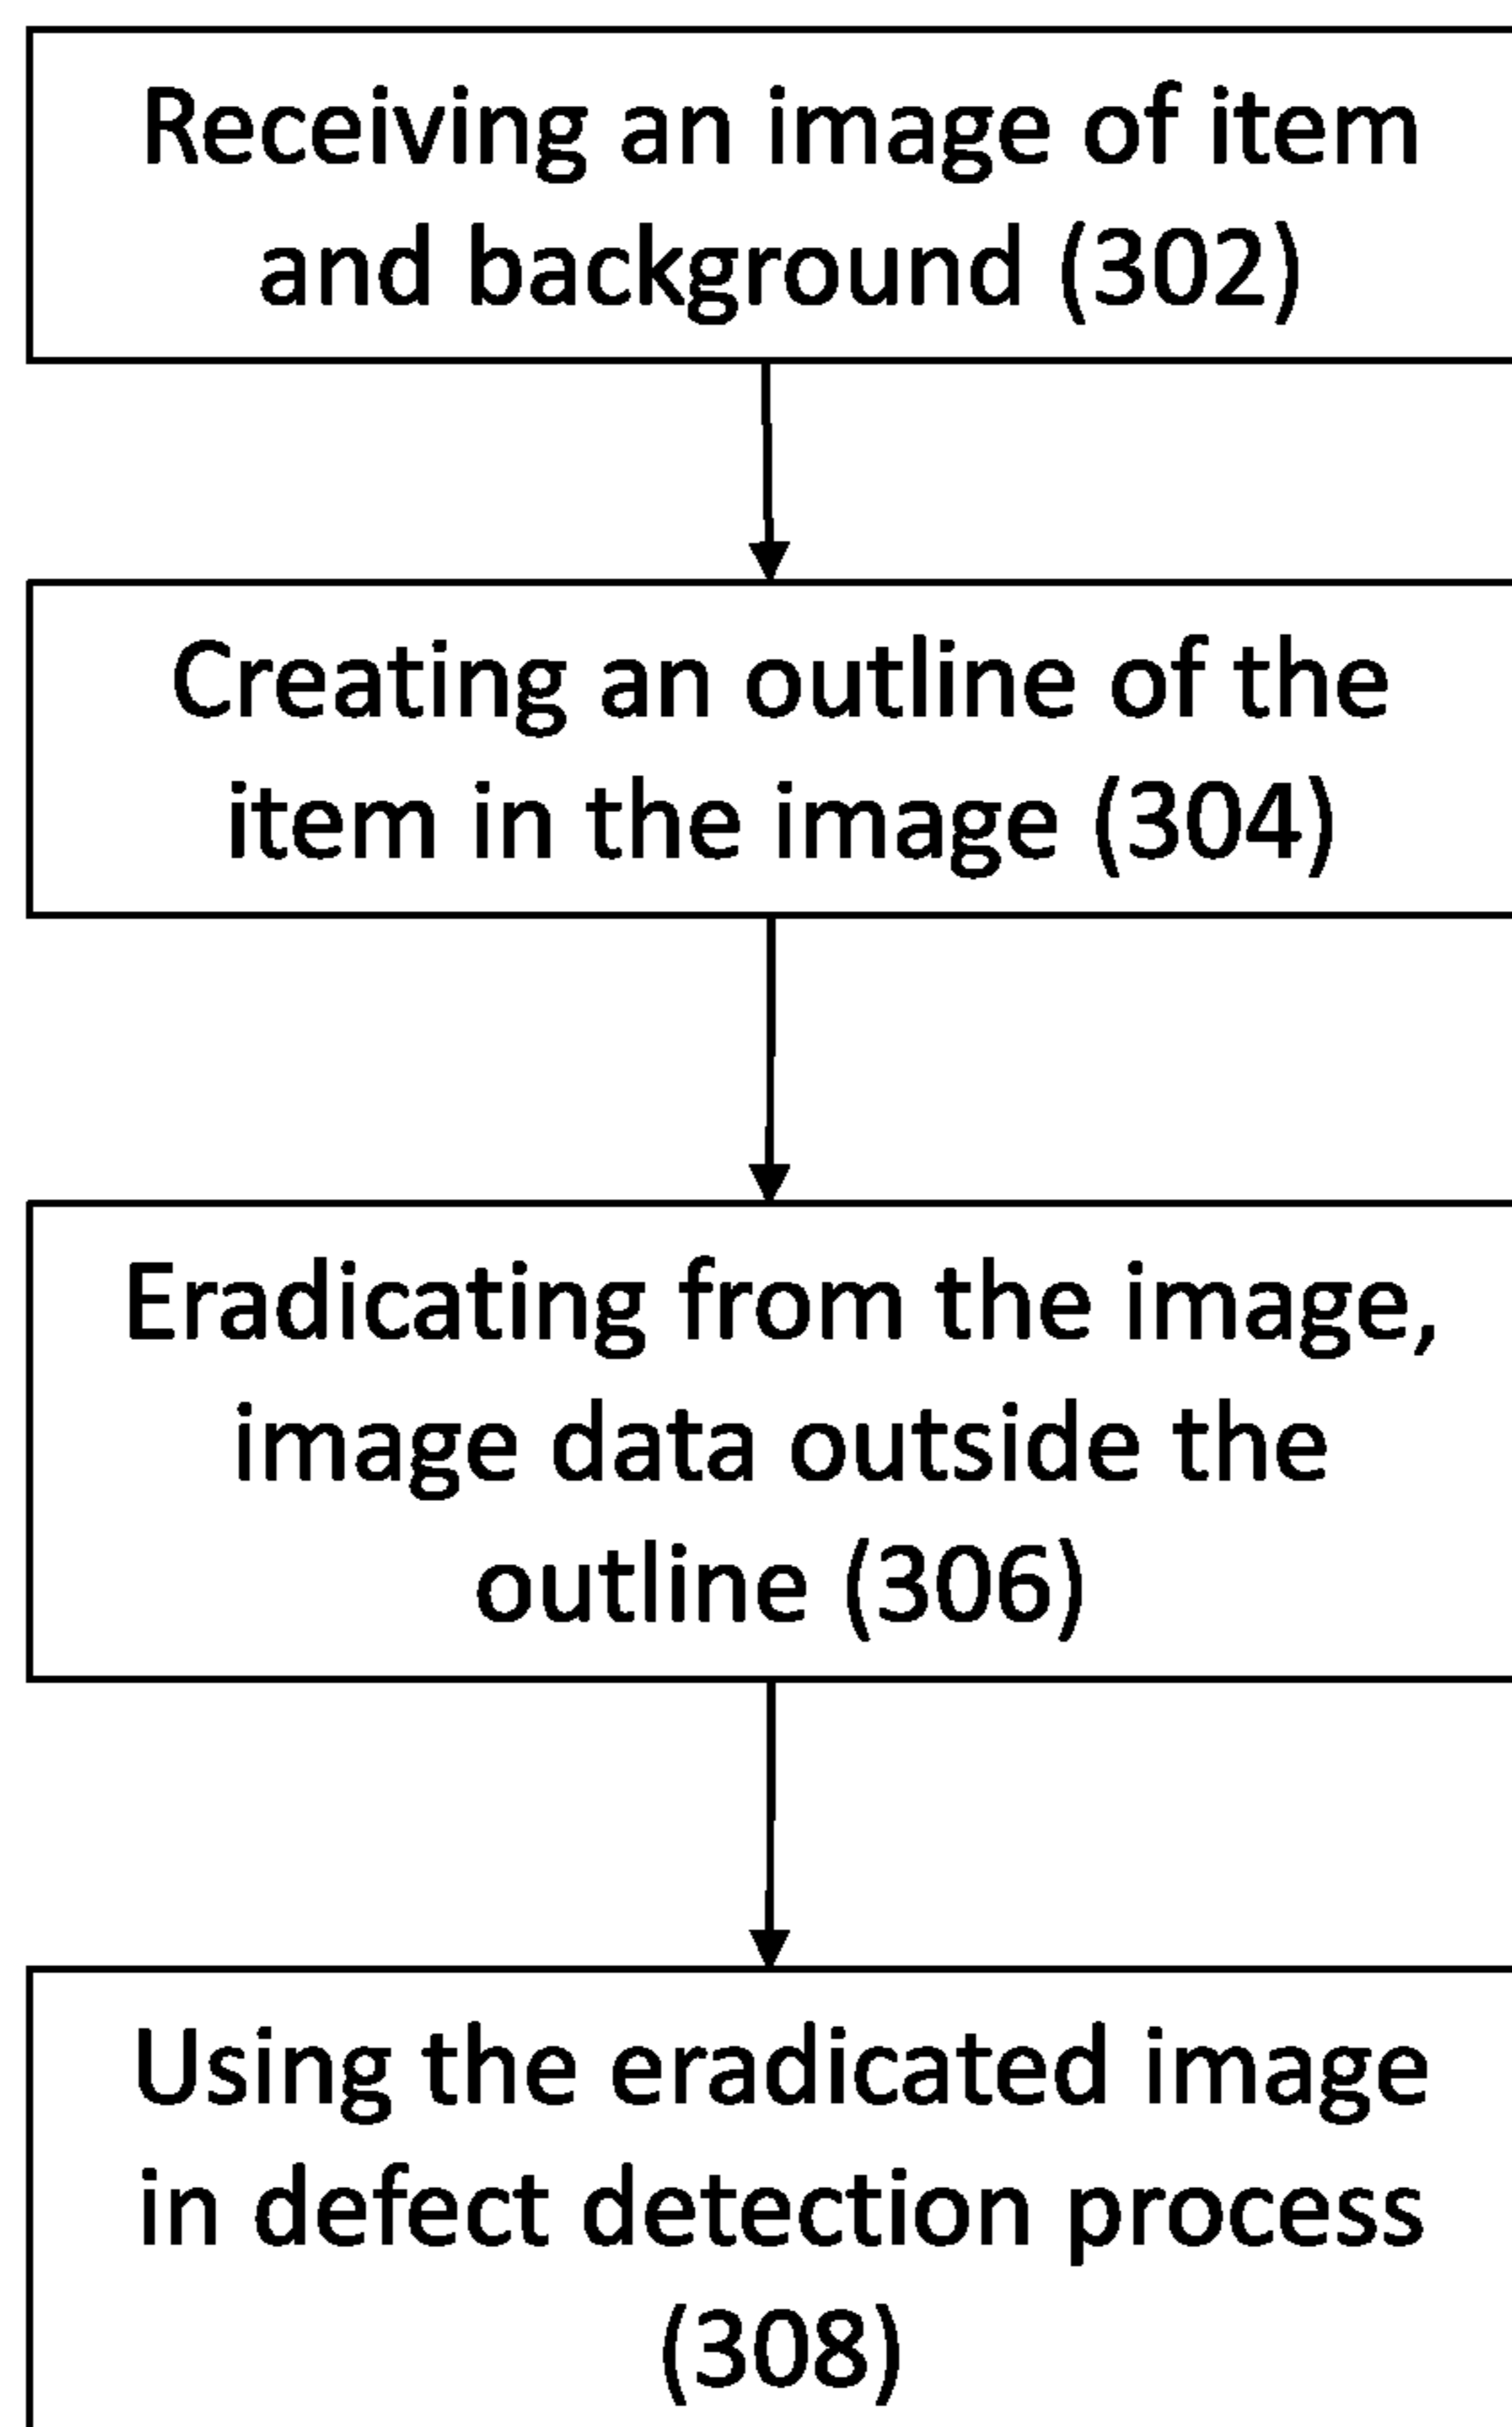 Receiving an image of item
and background (302)
Creating an outline of the
item in the image (304)
Eradicating from the image,
image data outside the
outline (306)
Using the eradicated image
in defect detection process
(308)